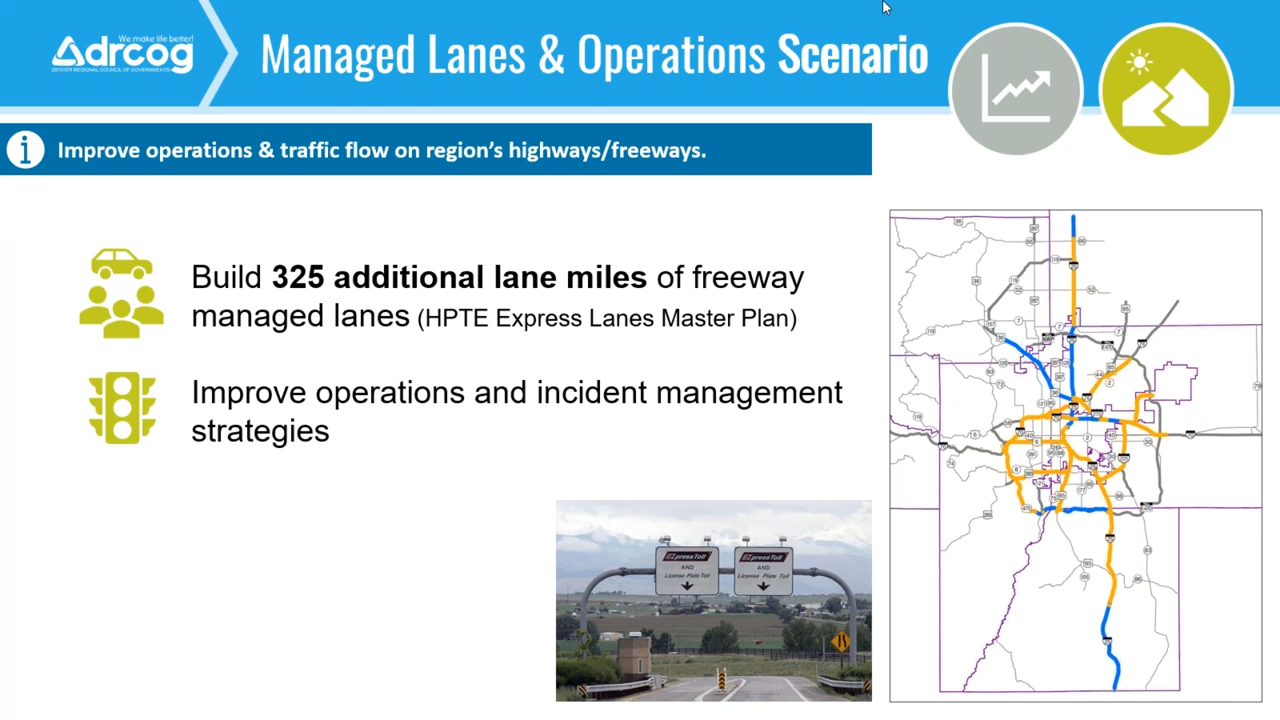 We make life better!
drcog
DENVER REGIONAL COUNCIL OF GOVERNMENTS
Managed Lanes & Operations Scenario
i Improve operations & traffic flow on region's highways/freeways.
Build 325 additional lane miles of freeway
managed lanes (HPTE Express Lanes Master Plan)
Improve operations and incident management
strategies
EXpressToll
AND
License Plate Toll
EXpressToll
AND
License Plate Toll